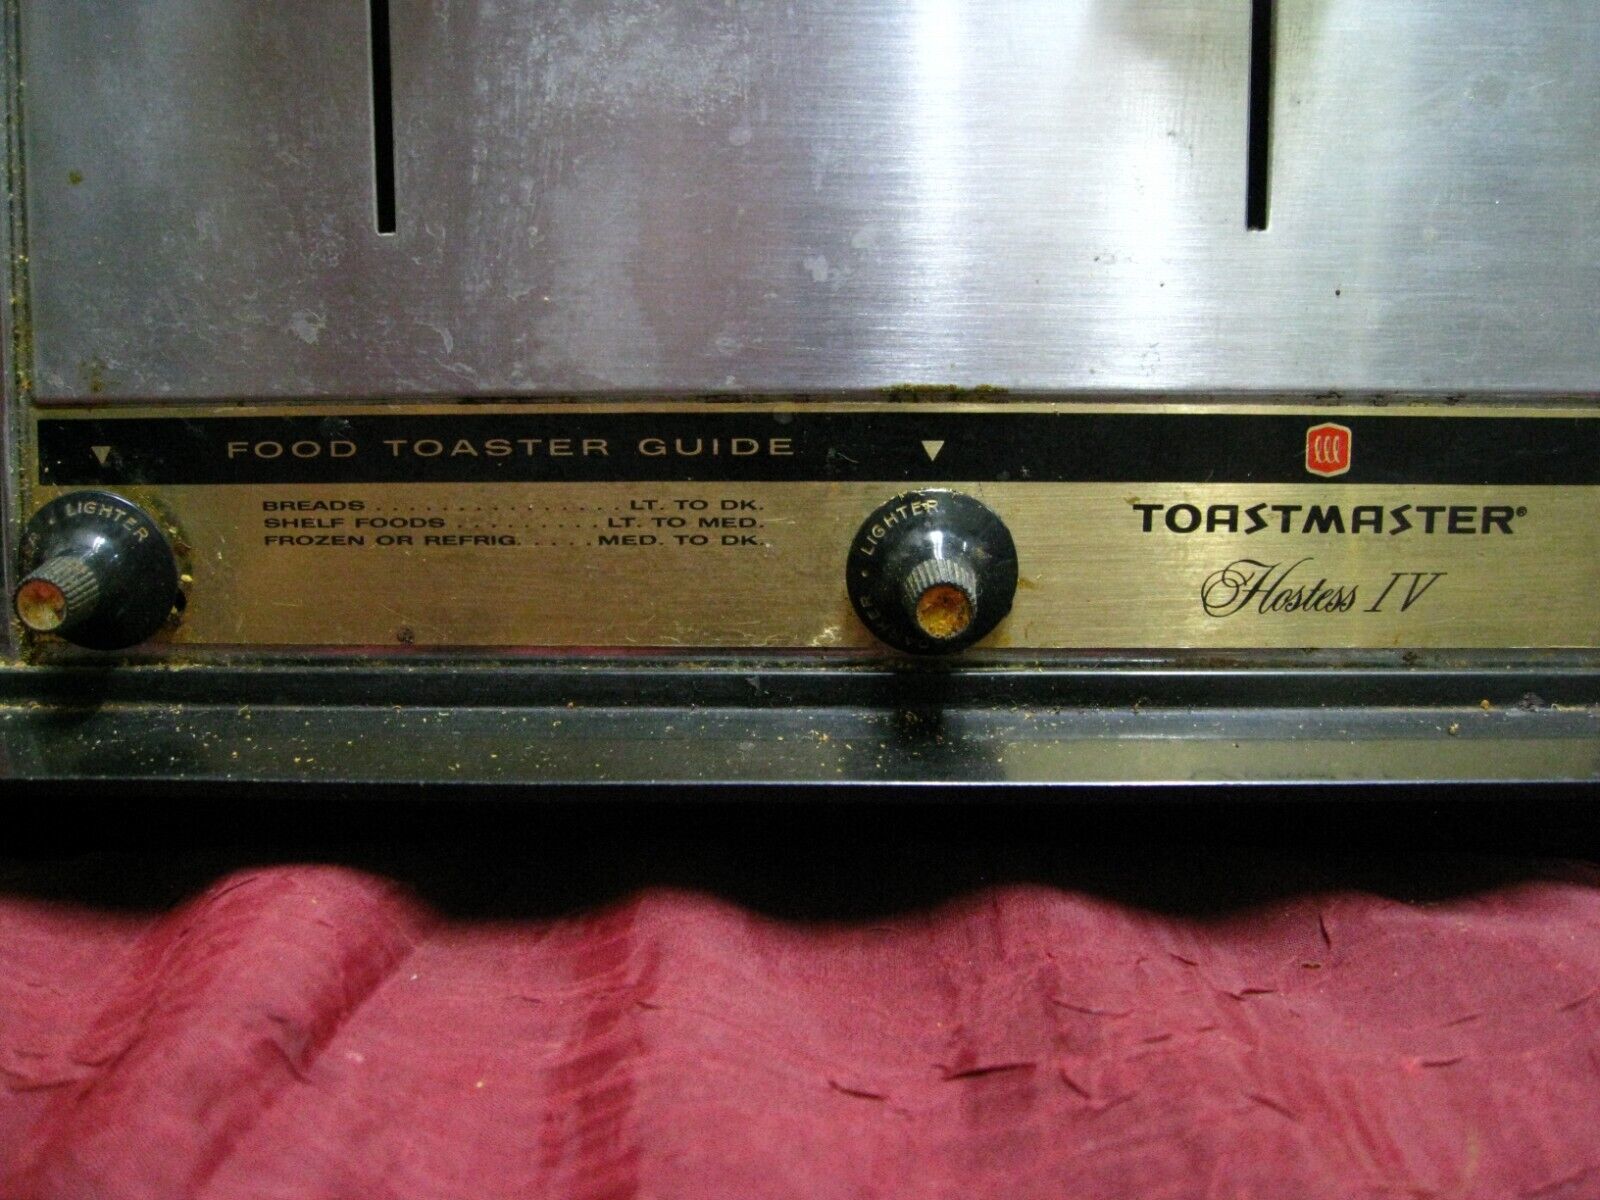 FOOD TOASTER GUIDE
BREADS . . . . . . . . . . . . . . . LT. TO DK.
SHELF FOODS . . . . . . . . . LT. TO MED.
FROZEN OR REFRIG. . . . . MED. TO DK.
LIGHTER
LIGHTER
TOASTMASTER®
Hostess IV